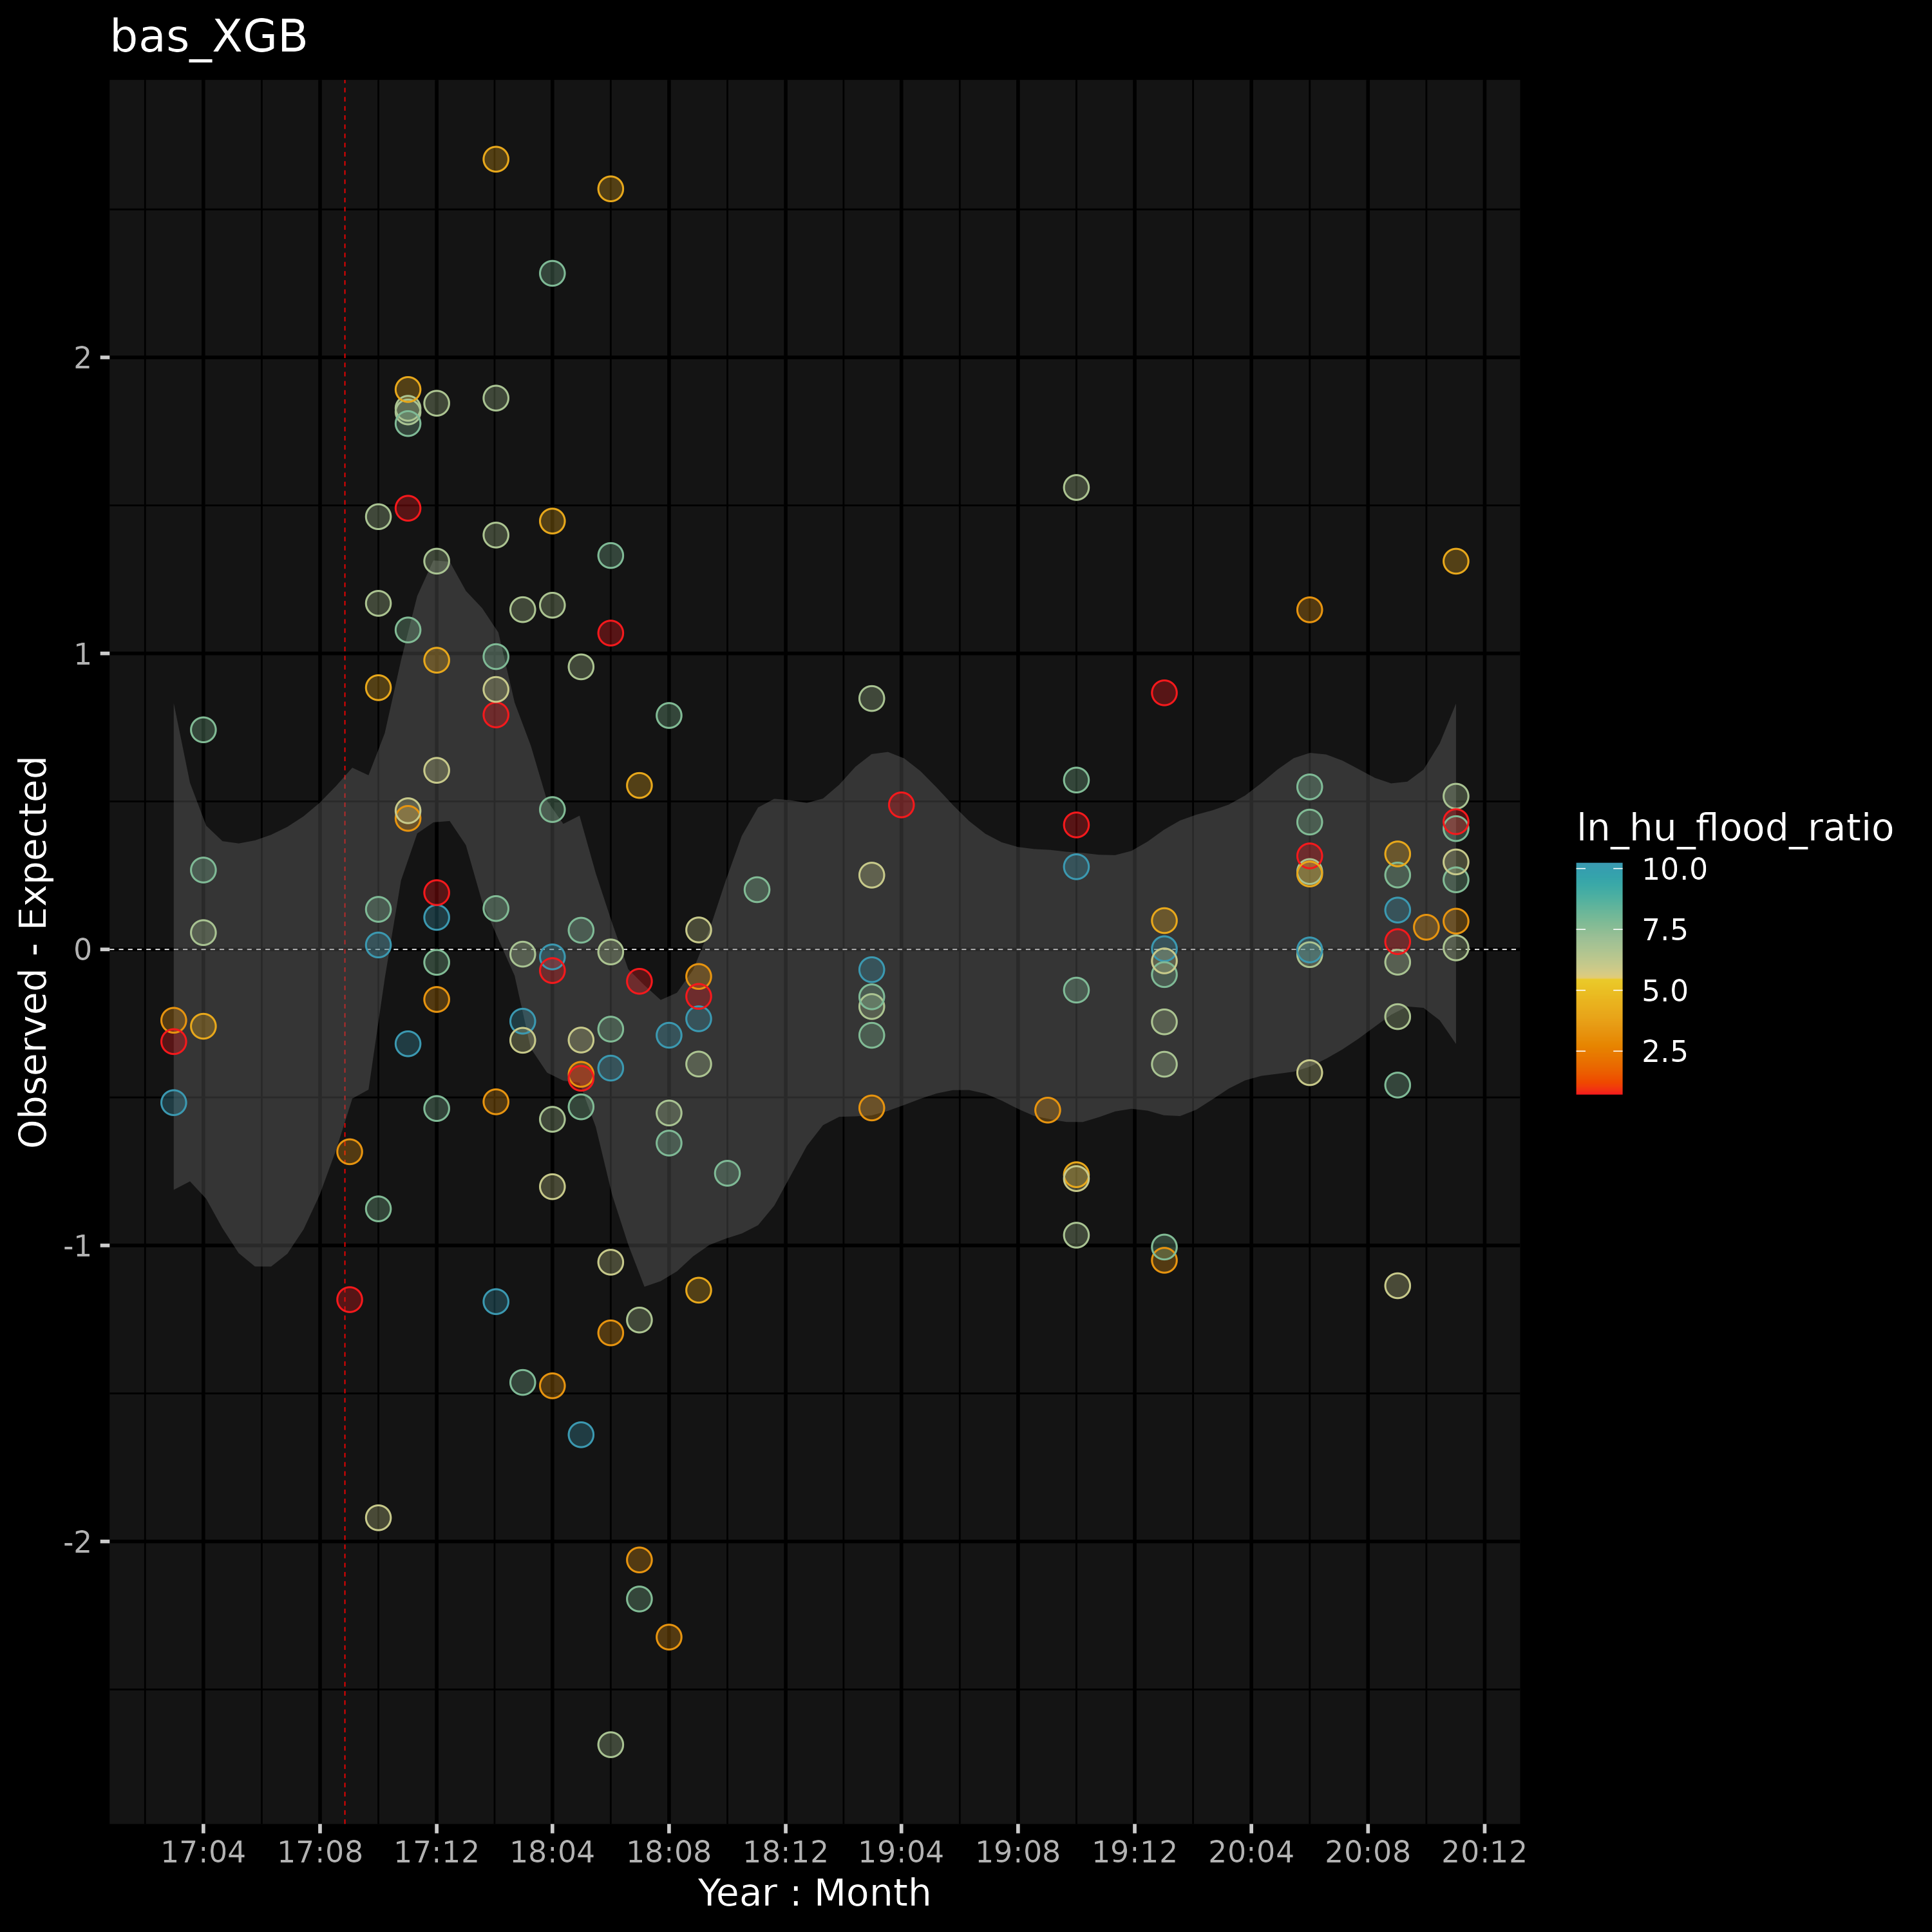 bas_XGB
Observed - Expected
2
1
0
-1
-2
17:04 17:08 17:12 18:04 18:08 18:12 19:04 19:08 19:12 20:04 20:08 20:12
Year : Month
ln_hu_flood_ratio
10.0
7.5
5.0
2.5